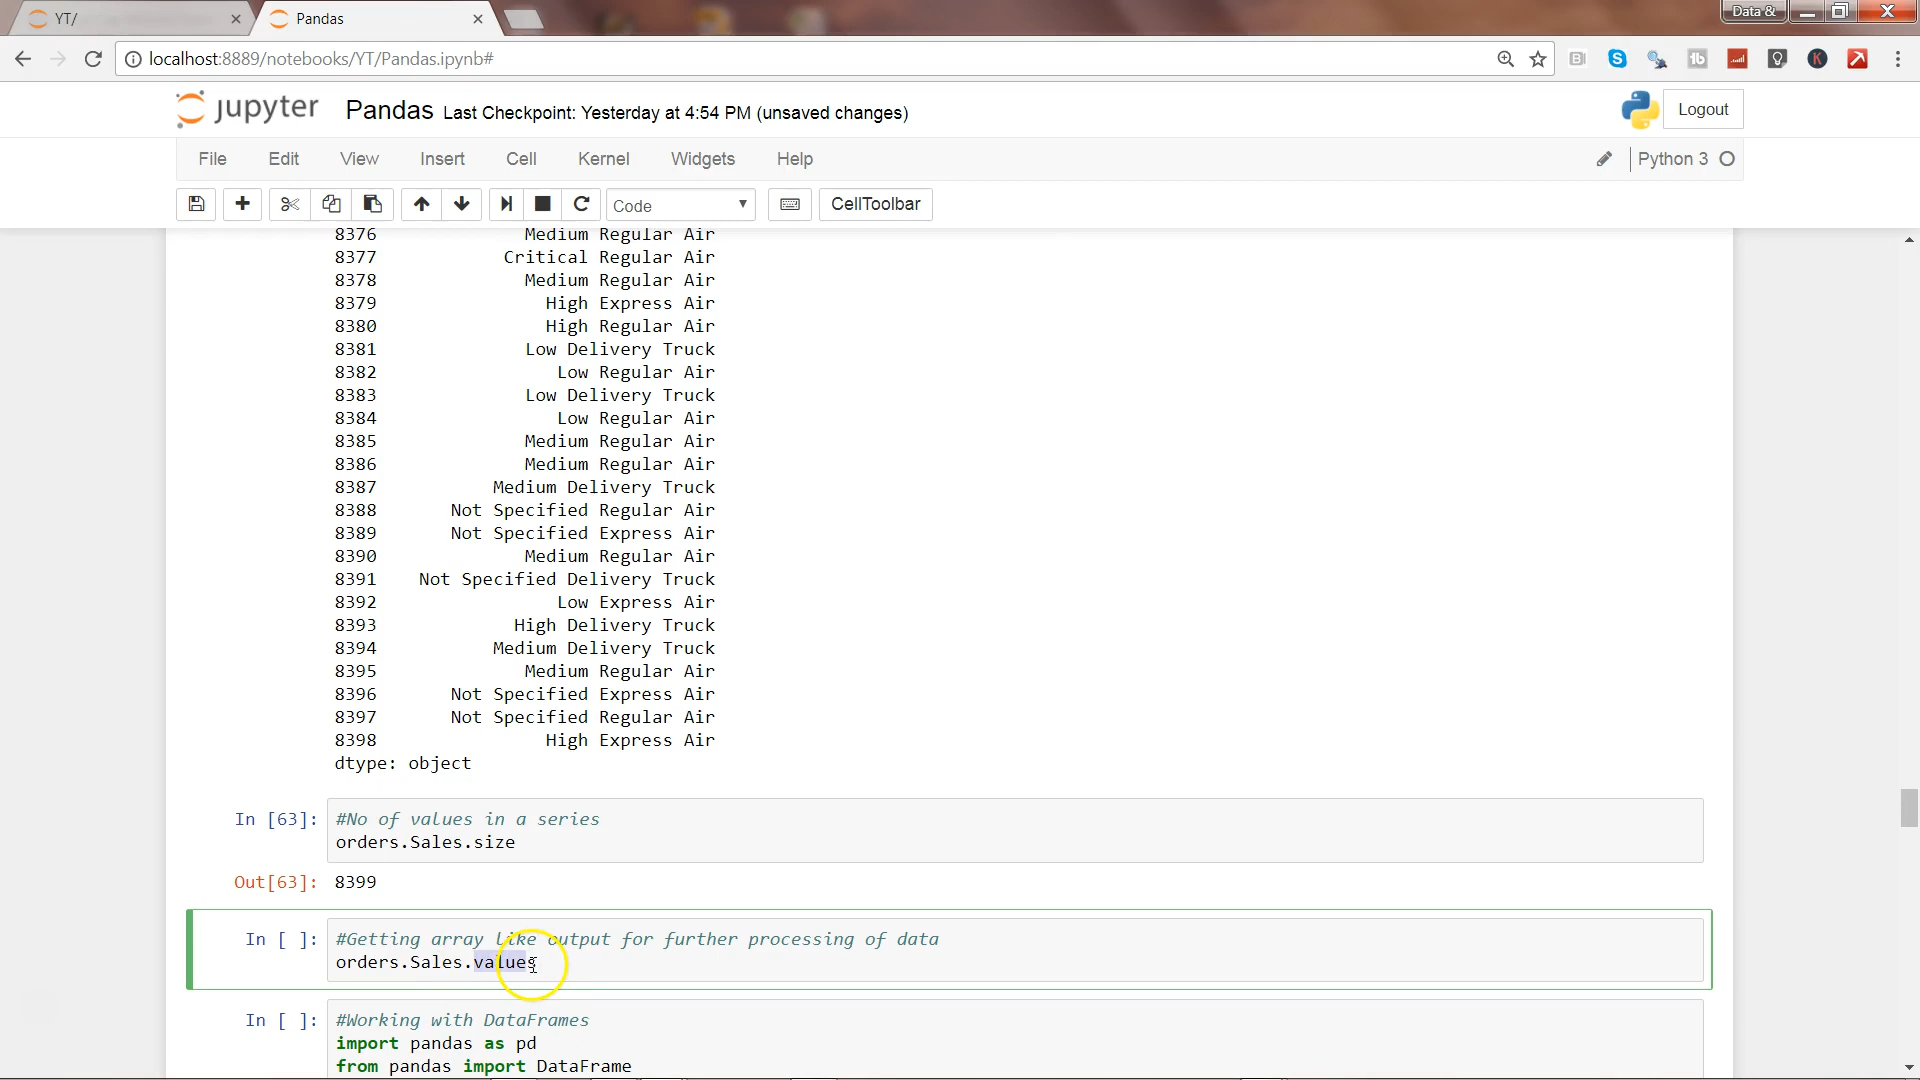 YT/
Pandas
Data &
localhost:8889/notebooks/YT/Pandas.ipynb#
jupyter Pandas Last Checkpoint: Yesterday at 4:54 PM (unsaved changes)
Logout
File Edit View Insert Cell Kernel Widgets Help
Python 3
Code
CellToolbar
8376 Medium Regular Air
8377 Critical Regular Air
8378 Medium Regular Air
8379 High Express Air
8380 High Regular Air
8381 Low Delivery Truck
8382 Low Regular Air
8383 Low Delivery Truck
8384 Low Regular Air
8385 Medium Regular Air
8386 Medium Regular Air
8387 Medium Delivery Truck
8388 Not Specified Regular Air
8389 Not Specified Express Air
8390 Medium Regular Air
8391 Not Specified Delivery Truck
8392 Low Express Air
8393 High Delivery Truck
8394 Medium Delivery Truck
8395 Medium Regular Air
8396 Not Specified Express Air
8397 Not Specified Regular Air
8398 High Express Air
dtype: object
In [63]: #No of values in a series
orders.Sales.size
Out[63]: 8399
In [ ]: #Getting array like output for further processing of data
orders.Sales.values
In [ ]: #Working with DataFrames
import pandas as pd
from pandas import DataFrame